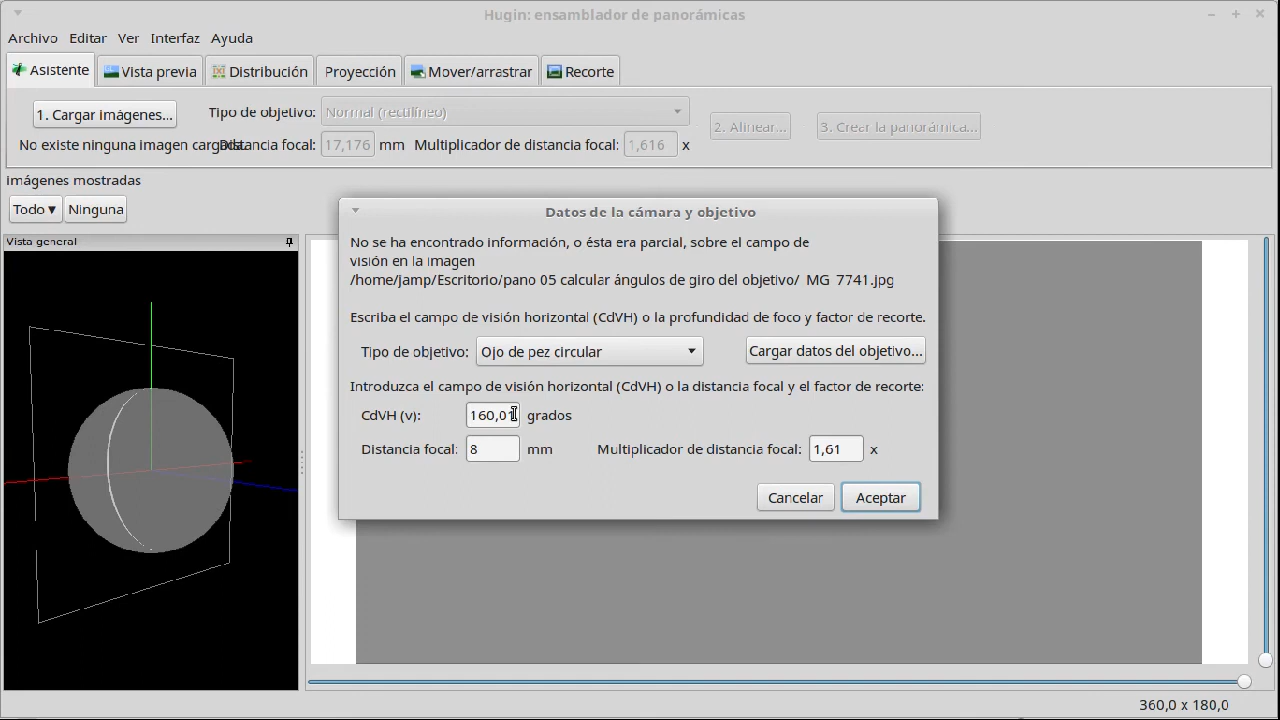 Hugin: ensamblador de panorámicas
Archivo Editar Ver Interfaz Ayuda
Asistente Vista previa Distribución Proyección Mover/arrastrar Recorte
1. Cargar imágenes... Tipo de objetivo: Normal (rectilíneo) 2. Alinear... 3. Crear la panorámica...
No existe ninguna imagen cargada. Distancia focal: 17,176 mm Multiplicador de distancia focal: 1,616 x
imágenes mostradas
Todo Ninguna
Vista general
Datos de la cámara y objetivo
No se ha encontrado información, o ésta era parcial, sobre el campo de
visión en la imagen
/home/jamp/Escritorio/pano 05 calcular ángulos de giro del objetivo/_MG_7741.jpg
Escriba el campo de visión horizontal (CdVH) o la profundidad de foco y factor de recorte.
Tipo de objetivo: Ojo de pez circular Cargar datos del objetivo...
Introduzca el campo de visión horizontal (CdVH) o la distancia focal y el factor de recorte:
CdVH (v): 160,01 grados
Distancia focal: 8 mm Multiplicador de distancia focal: 1,61 x
Cancelar Aceptar
360,0 x 180,0